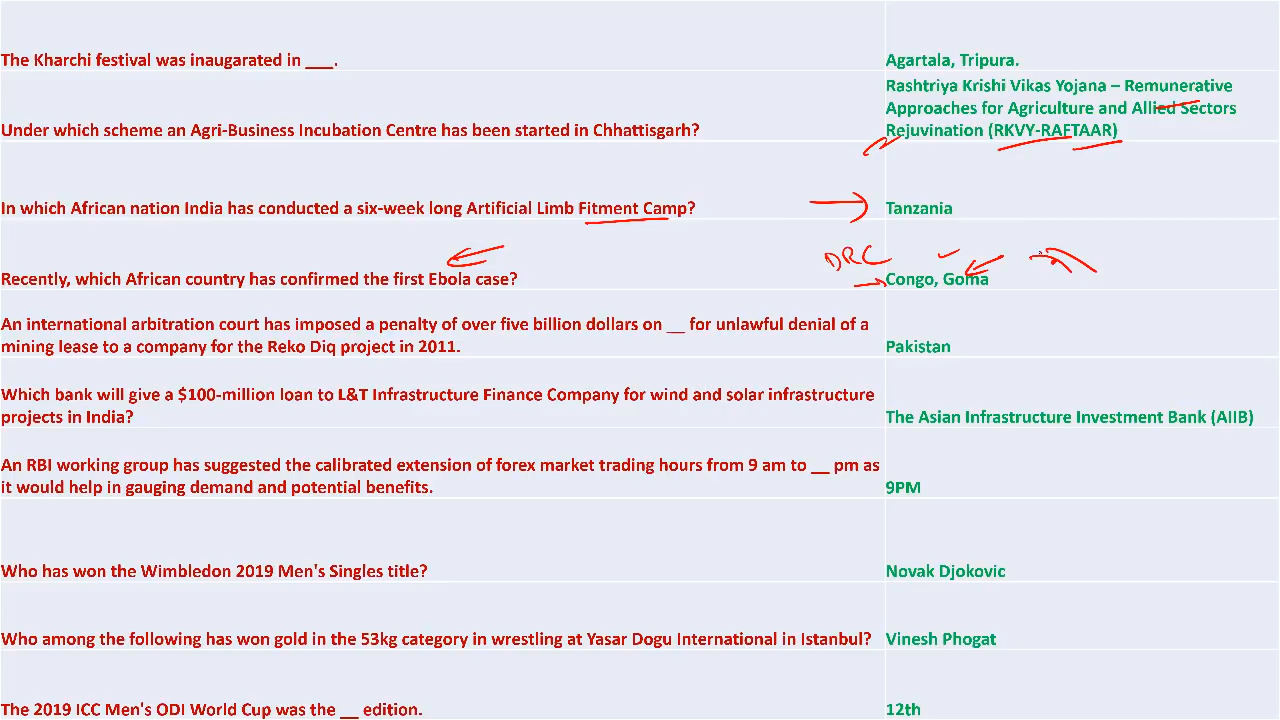 The Kharchi festival was inaugarated in ___.
Agartala, Tripura.
Under which scheme an Agri-Business Incubation Centre has been started in Chhattisgarh?
Rashtriya Krishi Vikas Yojana – Remunerative
Approaches for Agriculture and Allied Sectors
Rejuvination (RKVY-RAFTAAR)
In which African nation India has conducted a six-week long Artificial Limb Fitment Camp?
Tanzania
DRC
Recently, which African country has confirmed the first Ebola case?
Congo, Goma
An international arbitration court has imposed a penalty of over five billion dollars on __ for unlawful denial of a
mining lease to a company for the Reko Diq project in 2011.
Pakistan
Which bank will give a $100-million loan to L&T Infrastructure Finance Company for wind and solar infrastructure
projects in India?
The Asian Infrastructure Investment Bank (AIIB)
An RBI working group has suggested the calibrated extension of forex market trading hours from 9 am to __ pm as
it would help in gauging demand and potential benefits.
9PM
Who has won the Wimbledon 2019 Men's Singles title?
Novak Djokovic
Who among the following has won gold in the 53kg category in wrestling at Yasar Dogu International in Istanbul?
Vinesh Phogat
The 2019 ICC Men's ODI World Cup was the __ edition.
12th